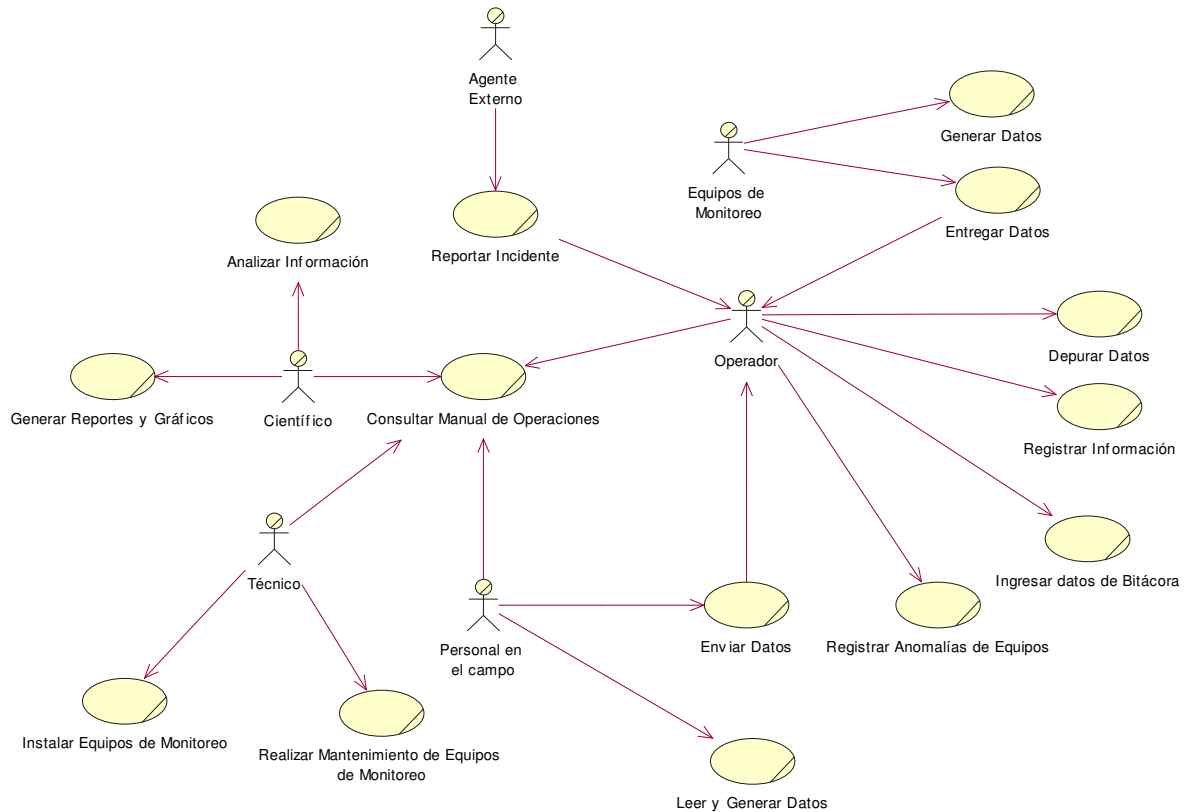 Agente
Externo
Generar Datos
Equipos de
Monitoreo
Entregar Datos
Analizar Información
Reportar Incidente
Depurar Datos
Operador
Generar Reportes y Gráficos
Científico
Consultar Manual de Operaciones
Registrar Información
Técnico
Ingresar datos de Bitácora
Personal en
el campo
Enviar Datos
Registrar Anomalías de Equipos
Instalar Equipos de Monitoreo
Realizar Mantenimiento de Equipos
de Monitoreo
Leer y Generar Datos